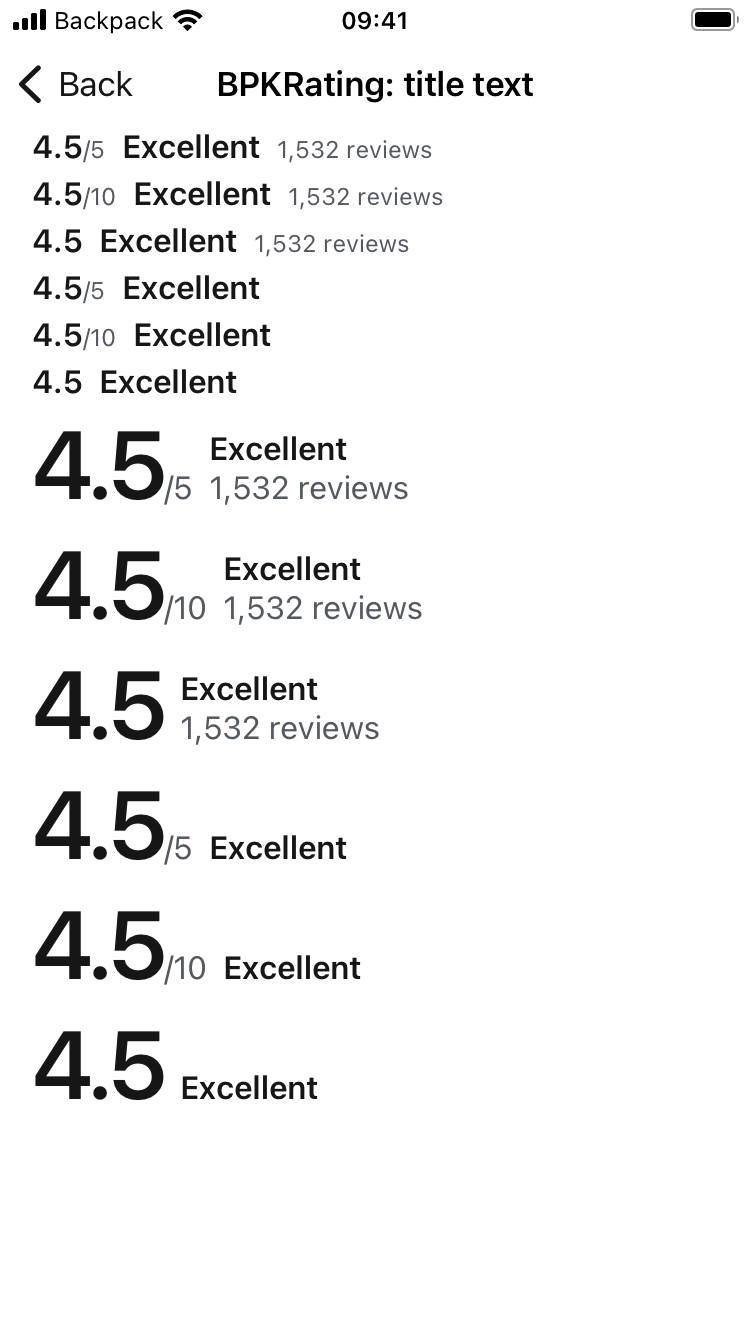 Backpack 09:41
Back BPKRating: title text
4.5/5 Excellent 1,532 reviews
4.5/10 Excellent 1,532 reviews
4.5 Excellent 1,532 reviews
4.5/5 Excellent
4.5/10 Excellent
4.5 Excellent
4.5/5 Excellent
1,532 reviews
4.5/10 Excellent
1,532 reviews
4.5 Excellent
1,532 reviews
4.5/5 Excellent
4.5/10 Excellent
4.5 Excellent